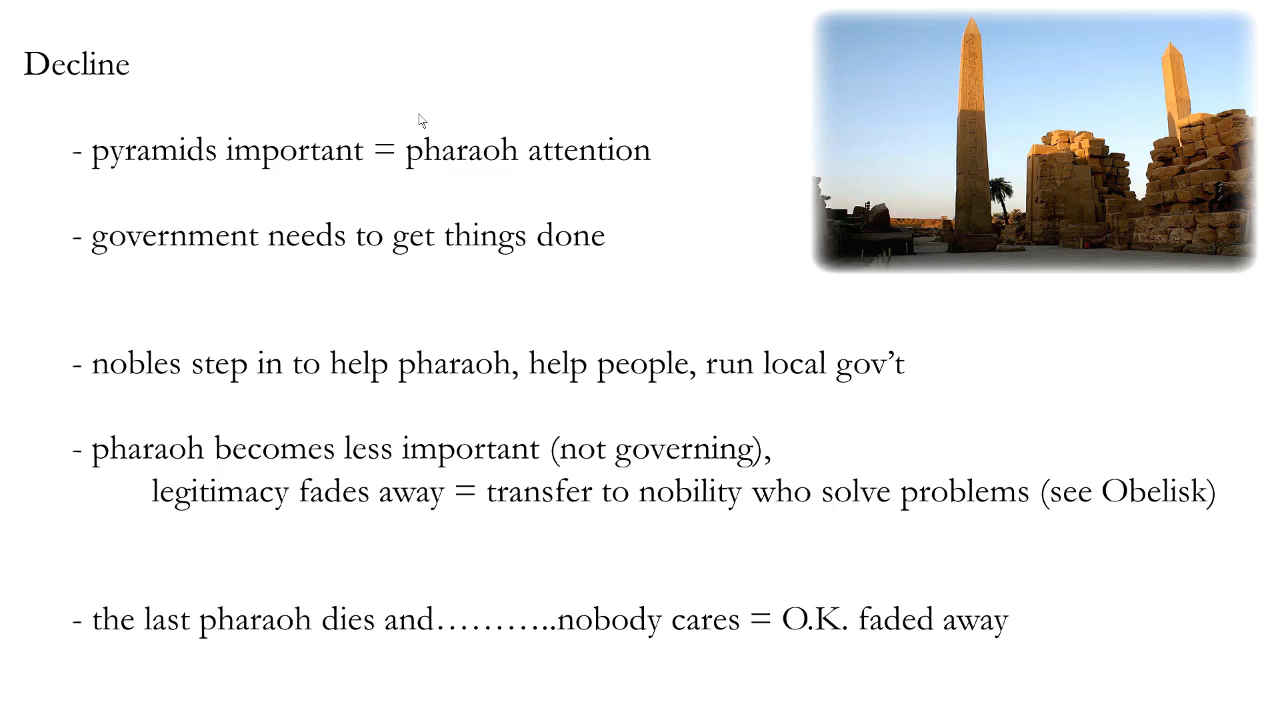 Decline
- pyramids important = pharaoh attention
- government needs to get things done
- nobles step in to help pharaoh, help people, run local gov’t
- pharaoh becomes less important (not governing),
legitimacy fades away = transfer to nobility who solve problems (see Obelisk)
- the last pharaoh dies and………..nobody cares = O.K. faded away